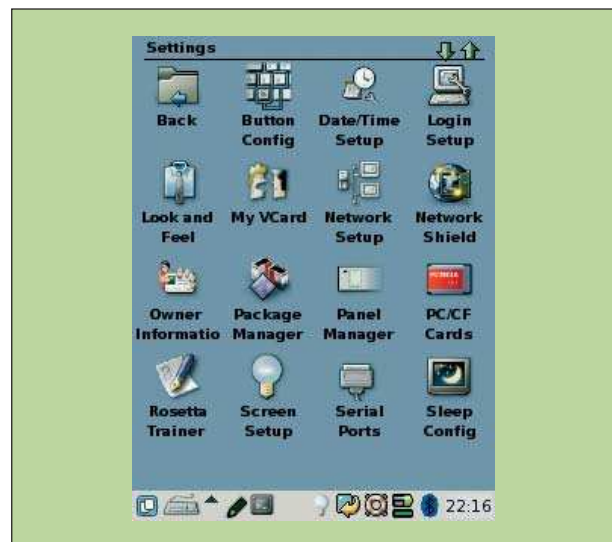 Settings
Back
Button
Config
Date/Time
Setup
Login
Setup
Look and
Feel
My VCard
Network
Setup
Network
Shield
Owner
Informatio
Package
Manager
Panel
Manager
PC/CF
Cards
Rosetta
Trainer
Screen
Setup
Serial
Ports
Sleep
Config
22:16